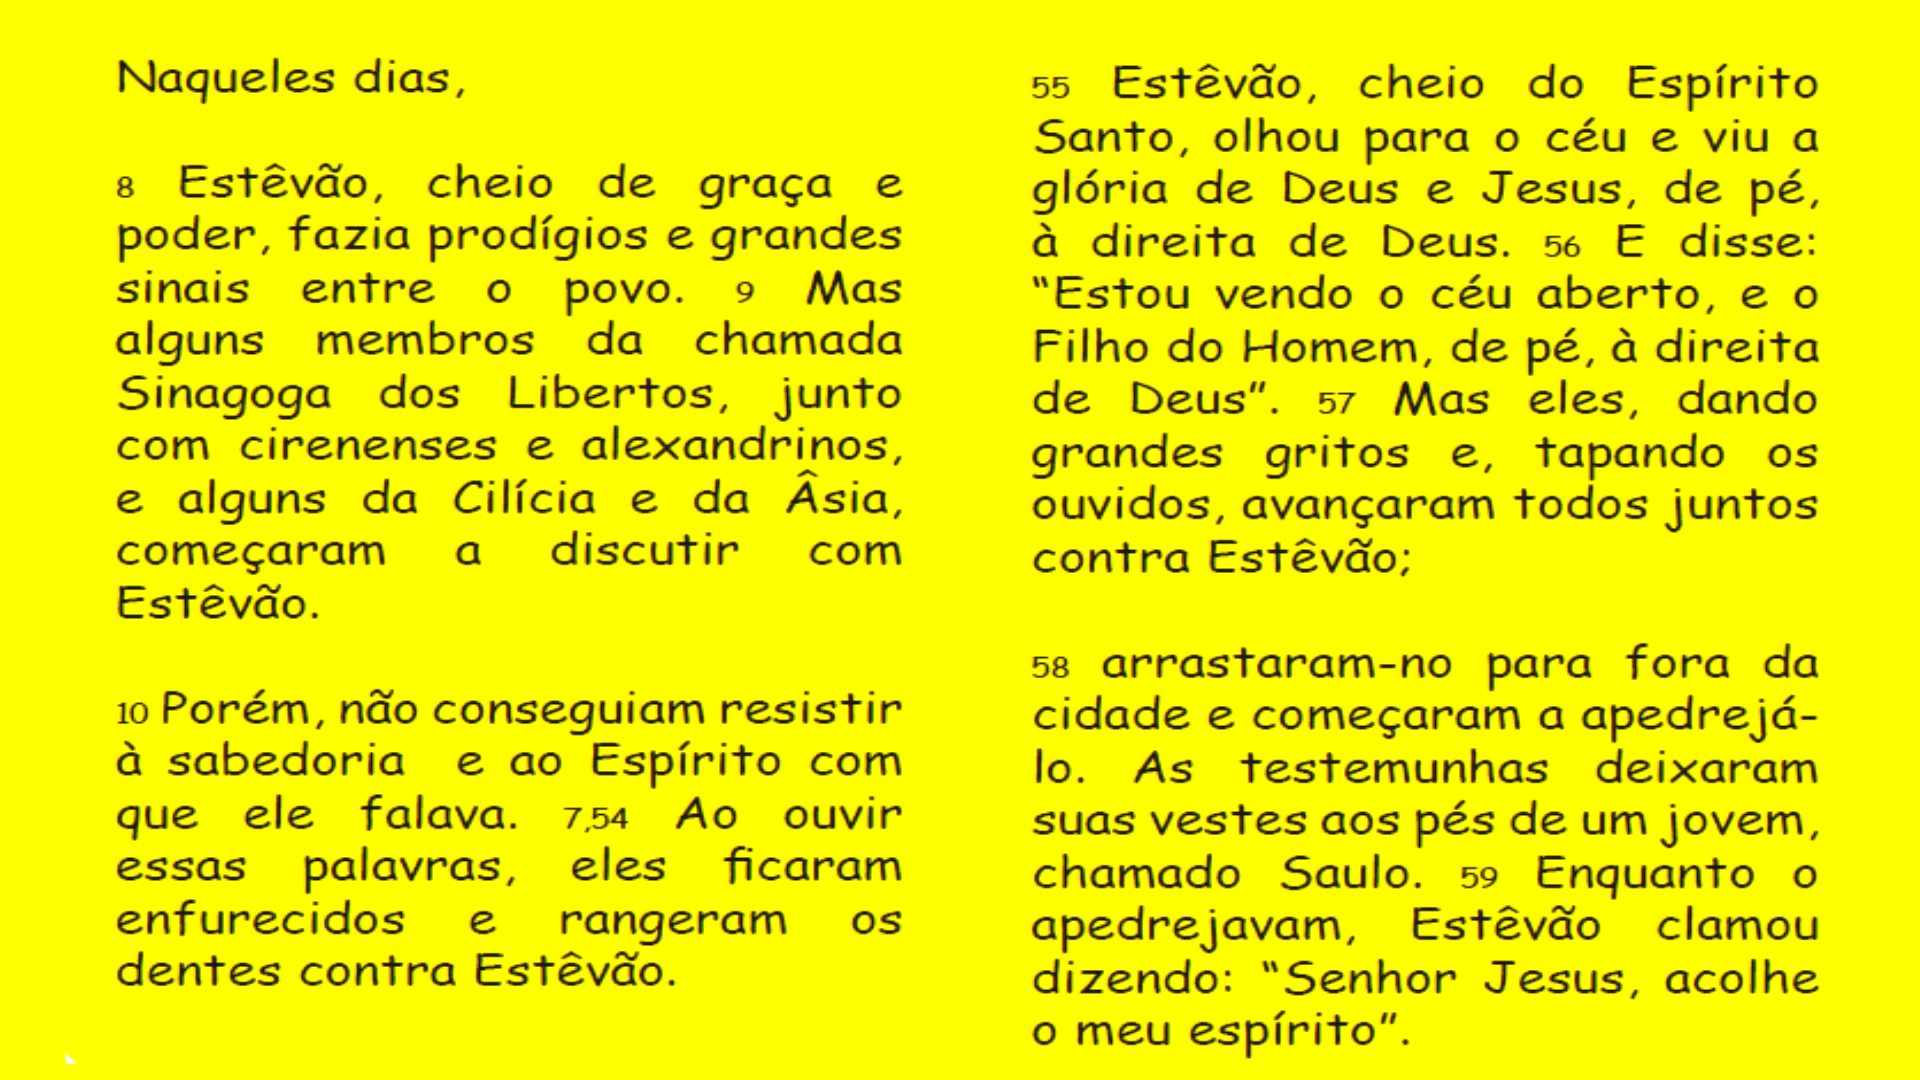 Naqueles dias,
8 Estêvão, cheio de graça e
poder, fazia prodígios e grandes
sinais entre o povo. 9 Mas
alguns membros da chamada
Sinagoga dos Libertos, junto
com cirenenses e alexandrinos,
e alguns da Cilícia e da Âsia,
começaram a discutir com
Estêvão.
10 Porém, não conseguiam resistir
à sabedoria e ao Espírito com
que ele falava. 7,54 Ao ouvir
essas palavras, eles ficaram
enfurecidos e rangeram os
dentes contra Estêvão.
55 Estêvão, cheio do Espírito
Santo, olhou para o céu e viu a
glória de Deus e Jesus, de pé,
à direita de Deus. 56 E disse:
“Estou vendo o céu aberto, e o
Filho do Homem, de pé, à direita
de Deus”. 57 Mas eles, dando
grandes gritos e, tapando os
ouvidos, avançaram todos juntos
contra Estêvão;
58 arrastaram-no para fora da
cidade e começaram a apedrejá-
lo. As testemunhas deixaram
suas vestes aos pés de um jovem,
chamado Saulo. 59 Enquanto o
apedrejavam, Estêvão clamou
dizendo: “Senhor Jesus, acolhe
o meu espírito”.